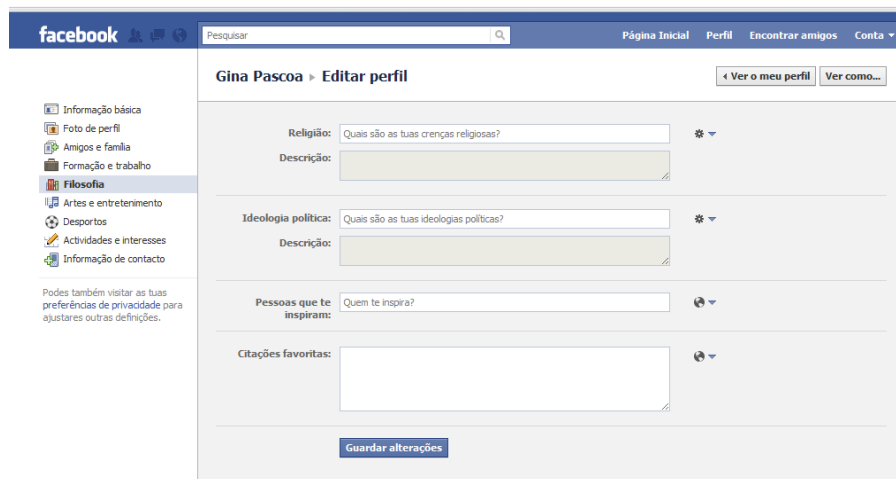 facebook
Pesquisar
Página Inicial Perfil Encontrar amigos Conta
Gina Pascoa ▸ Editar perfil
Ver o meu perfil
Ver como...
Informação básica
Foto de perfil
Amigos e família
Formação e trabalho
Filosofia
Artes e entretenimento
Desportos
Actividades e interesses
Informação de contacto
Podes também visitar as tuas
preferências de privacidade para
ajustares outras definições.
Religião: Quais são as tuas crenças religiosas?
Descrição:
Ideologia política: Quais são as tuas ideologias políticas?
Descrição:
Pessoas que te
inspiram:
Quem te inspira?
Citações favoritas:
Guardar alterações